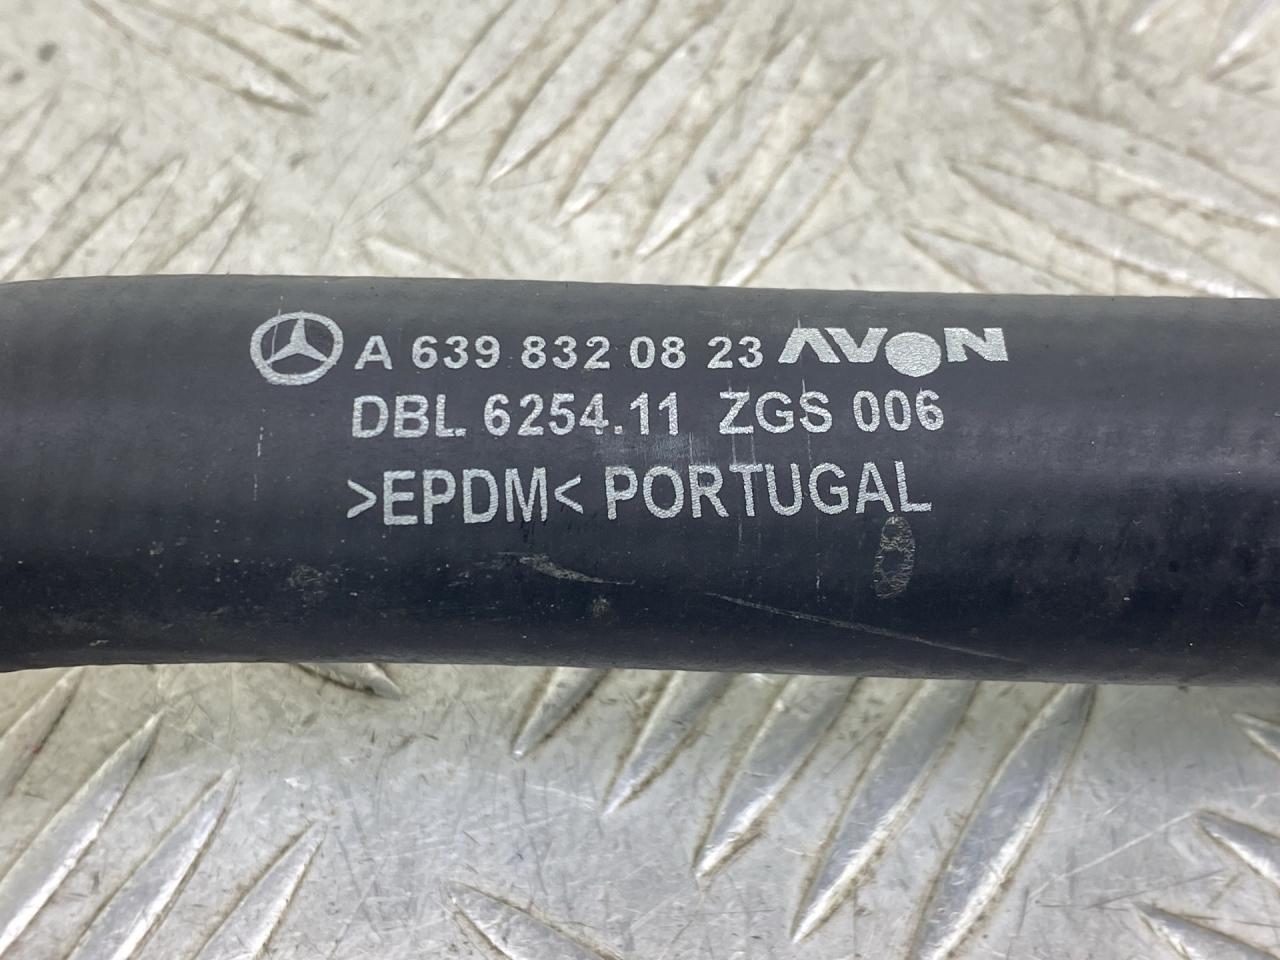 A 639 832 08 23 AVON
DBL 6254.11 ZGS 006
>EPDM< PORTUGAL